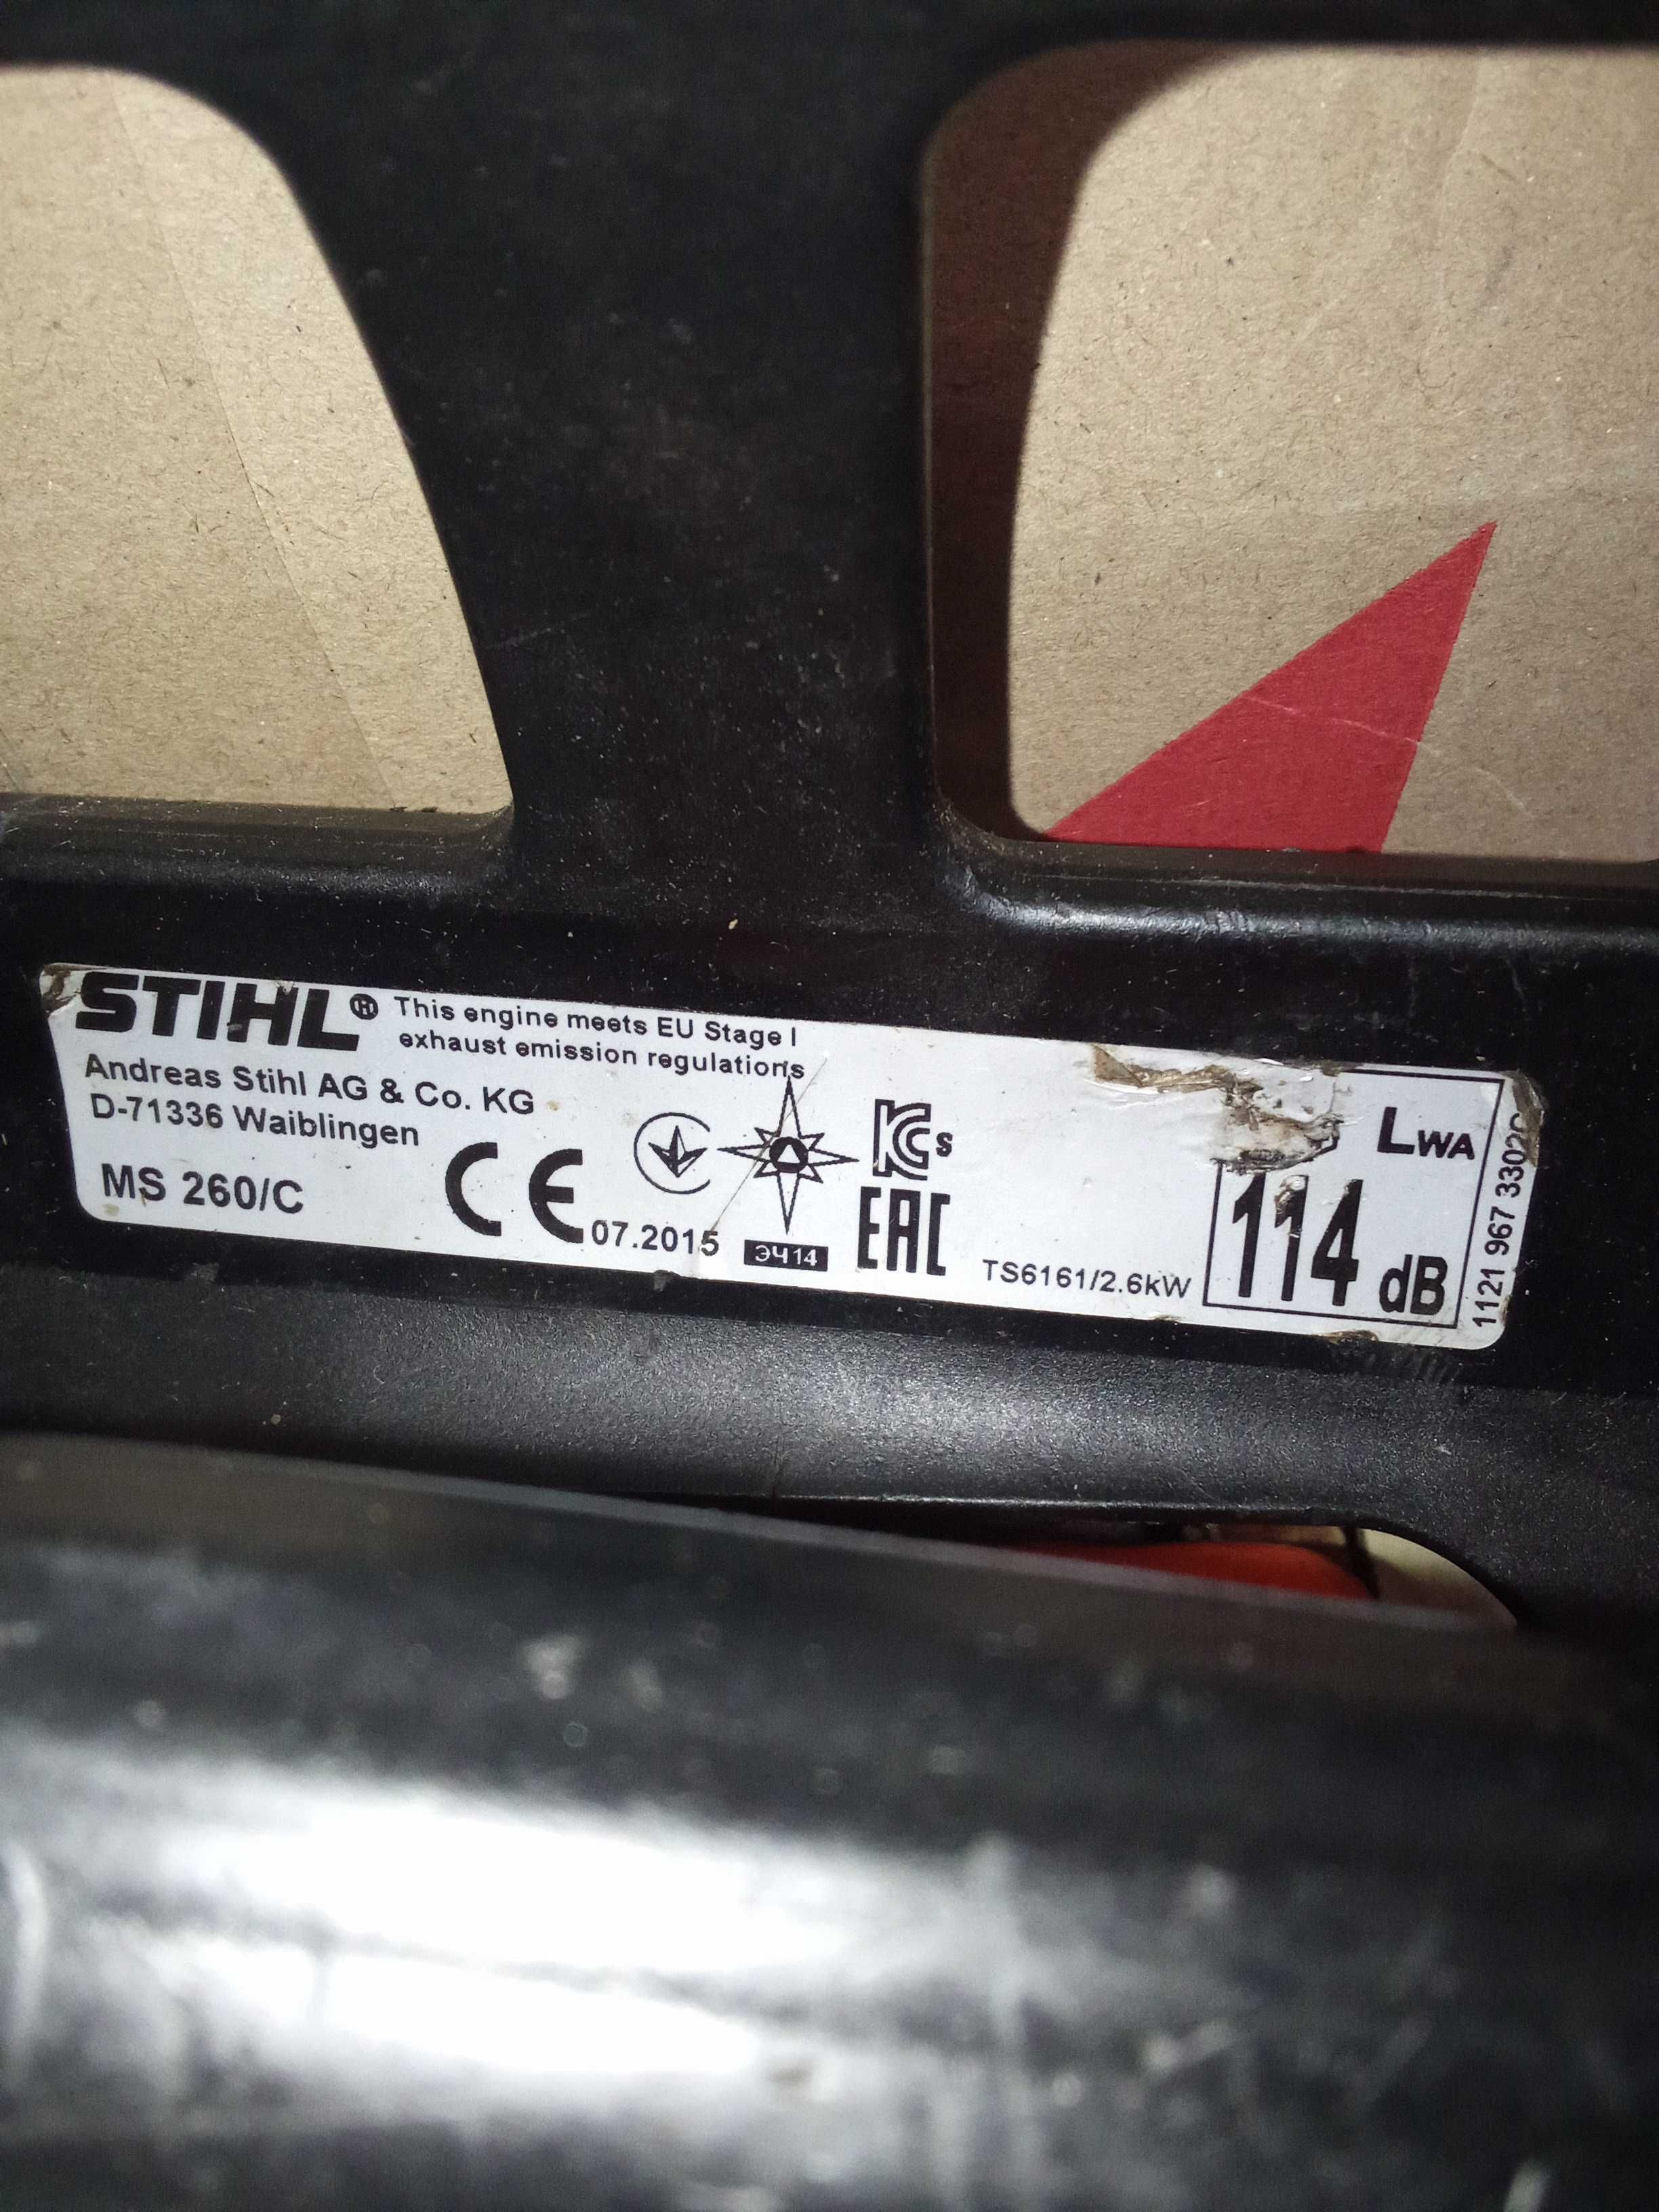 STIHL® This engine meets EU Stage I
exhaust emission regulations
Andreas Stihl AG & Co. KG
D-71336 Waiblingen
MS 260/C
CE
07.2015
ЭЧ14
KCs
EAC
TS6161/2.6kW
LWA
114 dB
1121 967 3302